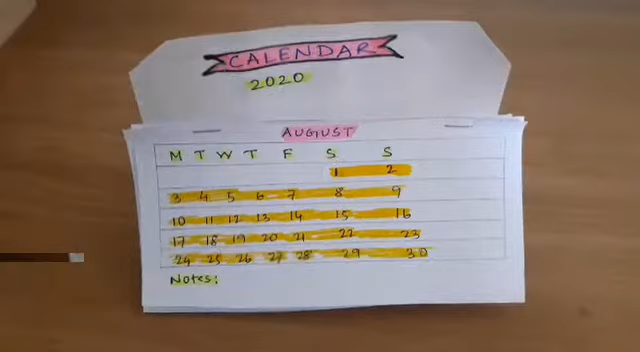 CALENDAR
2020
AUGUST
M T W T F S S
1 2
3 4 5 6 7 8 9
10 11 12 13 14 15 16
17 18 19 20 21 22 23
24 25 26 27 28 29 30
Notes: